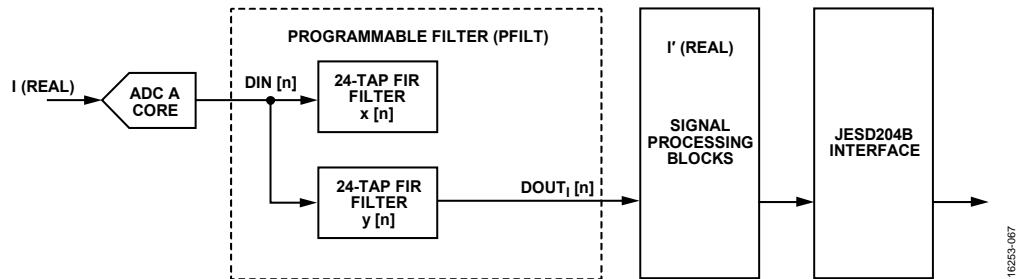 PROGRAMMABLE FILTER (PFILT)
I (REAL)
ADC A
CORE
DIN [n]
24-TAP FIR
FILTER
x [n]
24-TAP FIR
FILTER
y [n]
DOUTI [n]
I′ (REAL)
SIGNAL
PROCESSING
BLOCKS
JESD204B
INTERFACE
16253-067